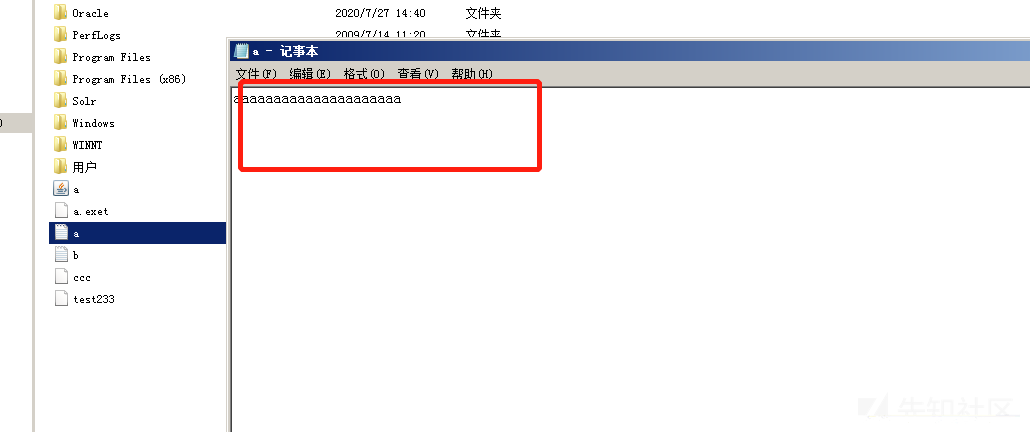 Oracle 2020/7/27 14:40 文件夹
PerfLogs 2009/7/14 11:20 文件夹
Program Files
Program Files (x86)
Solr
Windows
WINNT
用户
a
a.exet
a
b
ccc
test233
a - 记事本
文件(F) 编辑(E) 格式(O) 查看(V) 帮助(H)
aaaaaaaaaaaaaaaaaaaaa
先知社区